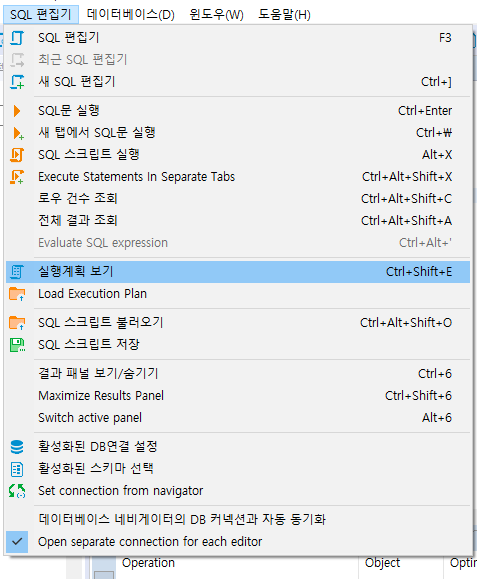 SQL 편집기 데이터베이스(D) 윈도우(W) 도움말(H)
SQL 편집기 F3
최근 SQL 편집기
새 SQL 편집기 Ctrl+]
SQL문 실행 Ctrl+Enter
새 탭에서 SQL문 실행 Ctrl+₩
SQL 스크립트 실행 Alt+X
Execute Statements In Separate Tabs Ctrl+Alt+Shift+X
로우 건수 조회 Ctrl+Alt+Shift+C
전체 결과 조회 Ctrl+Alt+Shift+A
Evaluate SQL expression Ctrl+Alt+'
실행계획 보기 Ctrl+Shift+E
Load Execution Plan
SQL 스크립트 불러오기 Ctrl+Alt+Shift+O
SQL 스크립트 저장
결과 패널 보기/숨기기 Ctrl+6
Maximize Results Panel Ctrl+Shift+6
Switch active panel Alt+6
활성화된 DB연결 설정
활성화된 스키마 선택
Set connection from navigator
데이터베이스 네비게이터의 DB 커넥션과 자동 동기화
Open separate connection for each editor
Operation Object Optim